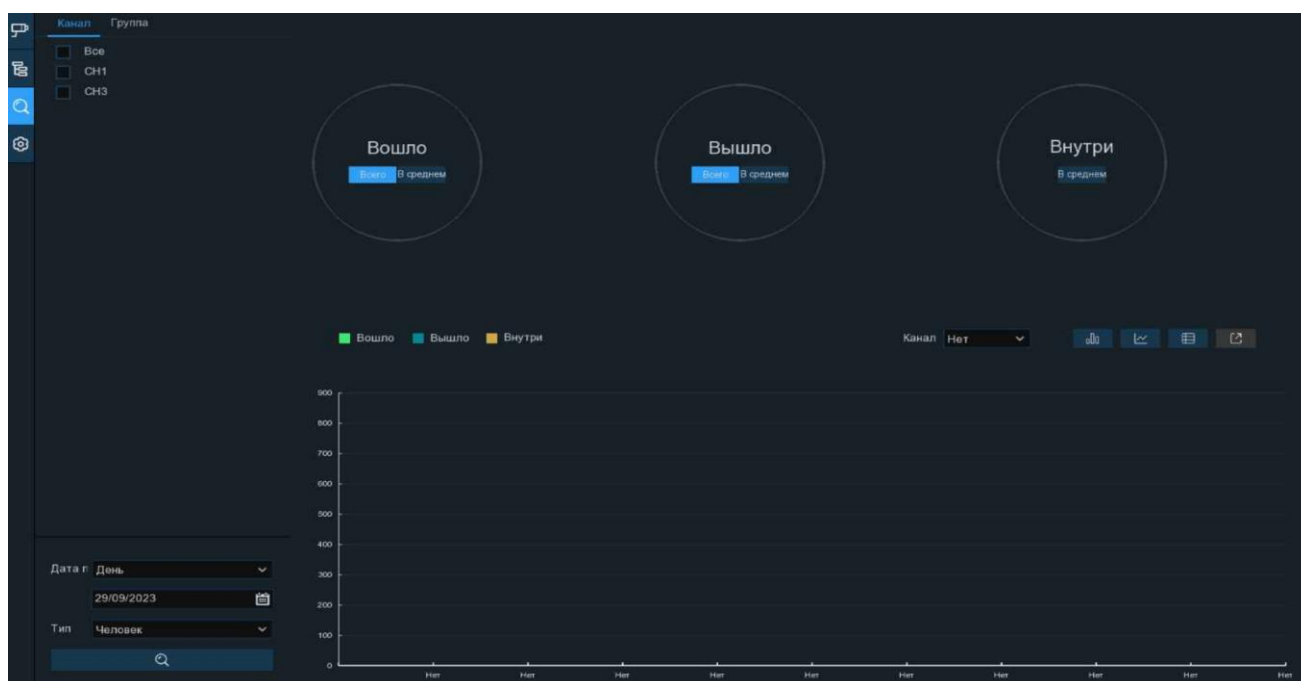 Канал Группа
Все
CH1
CH3
Вошло
Всего В среднем
Вышло
Всего В среднем
Внутри
В среднем
Вошло Вышло Внутри
Канал Нет
900
800
700
600
500
400
300
200
100
0
Нет Нет Нет Нет Нет Нет Нет Нет Нет Нет
Дата п День
29/09/2023
Тип Человек